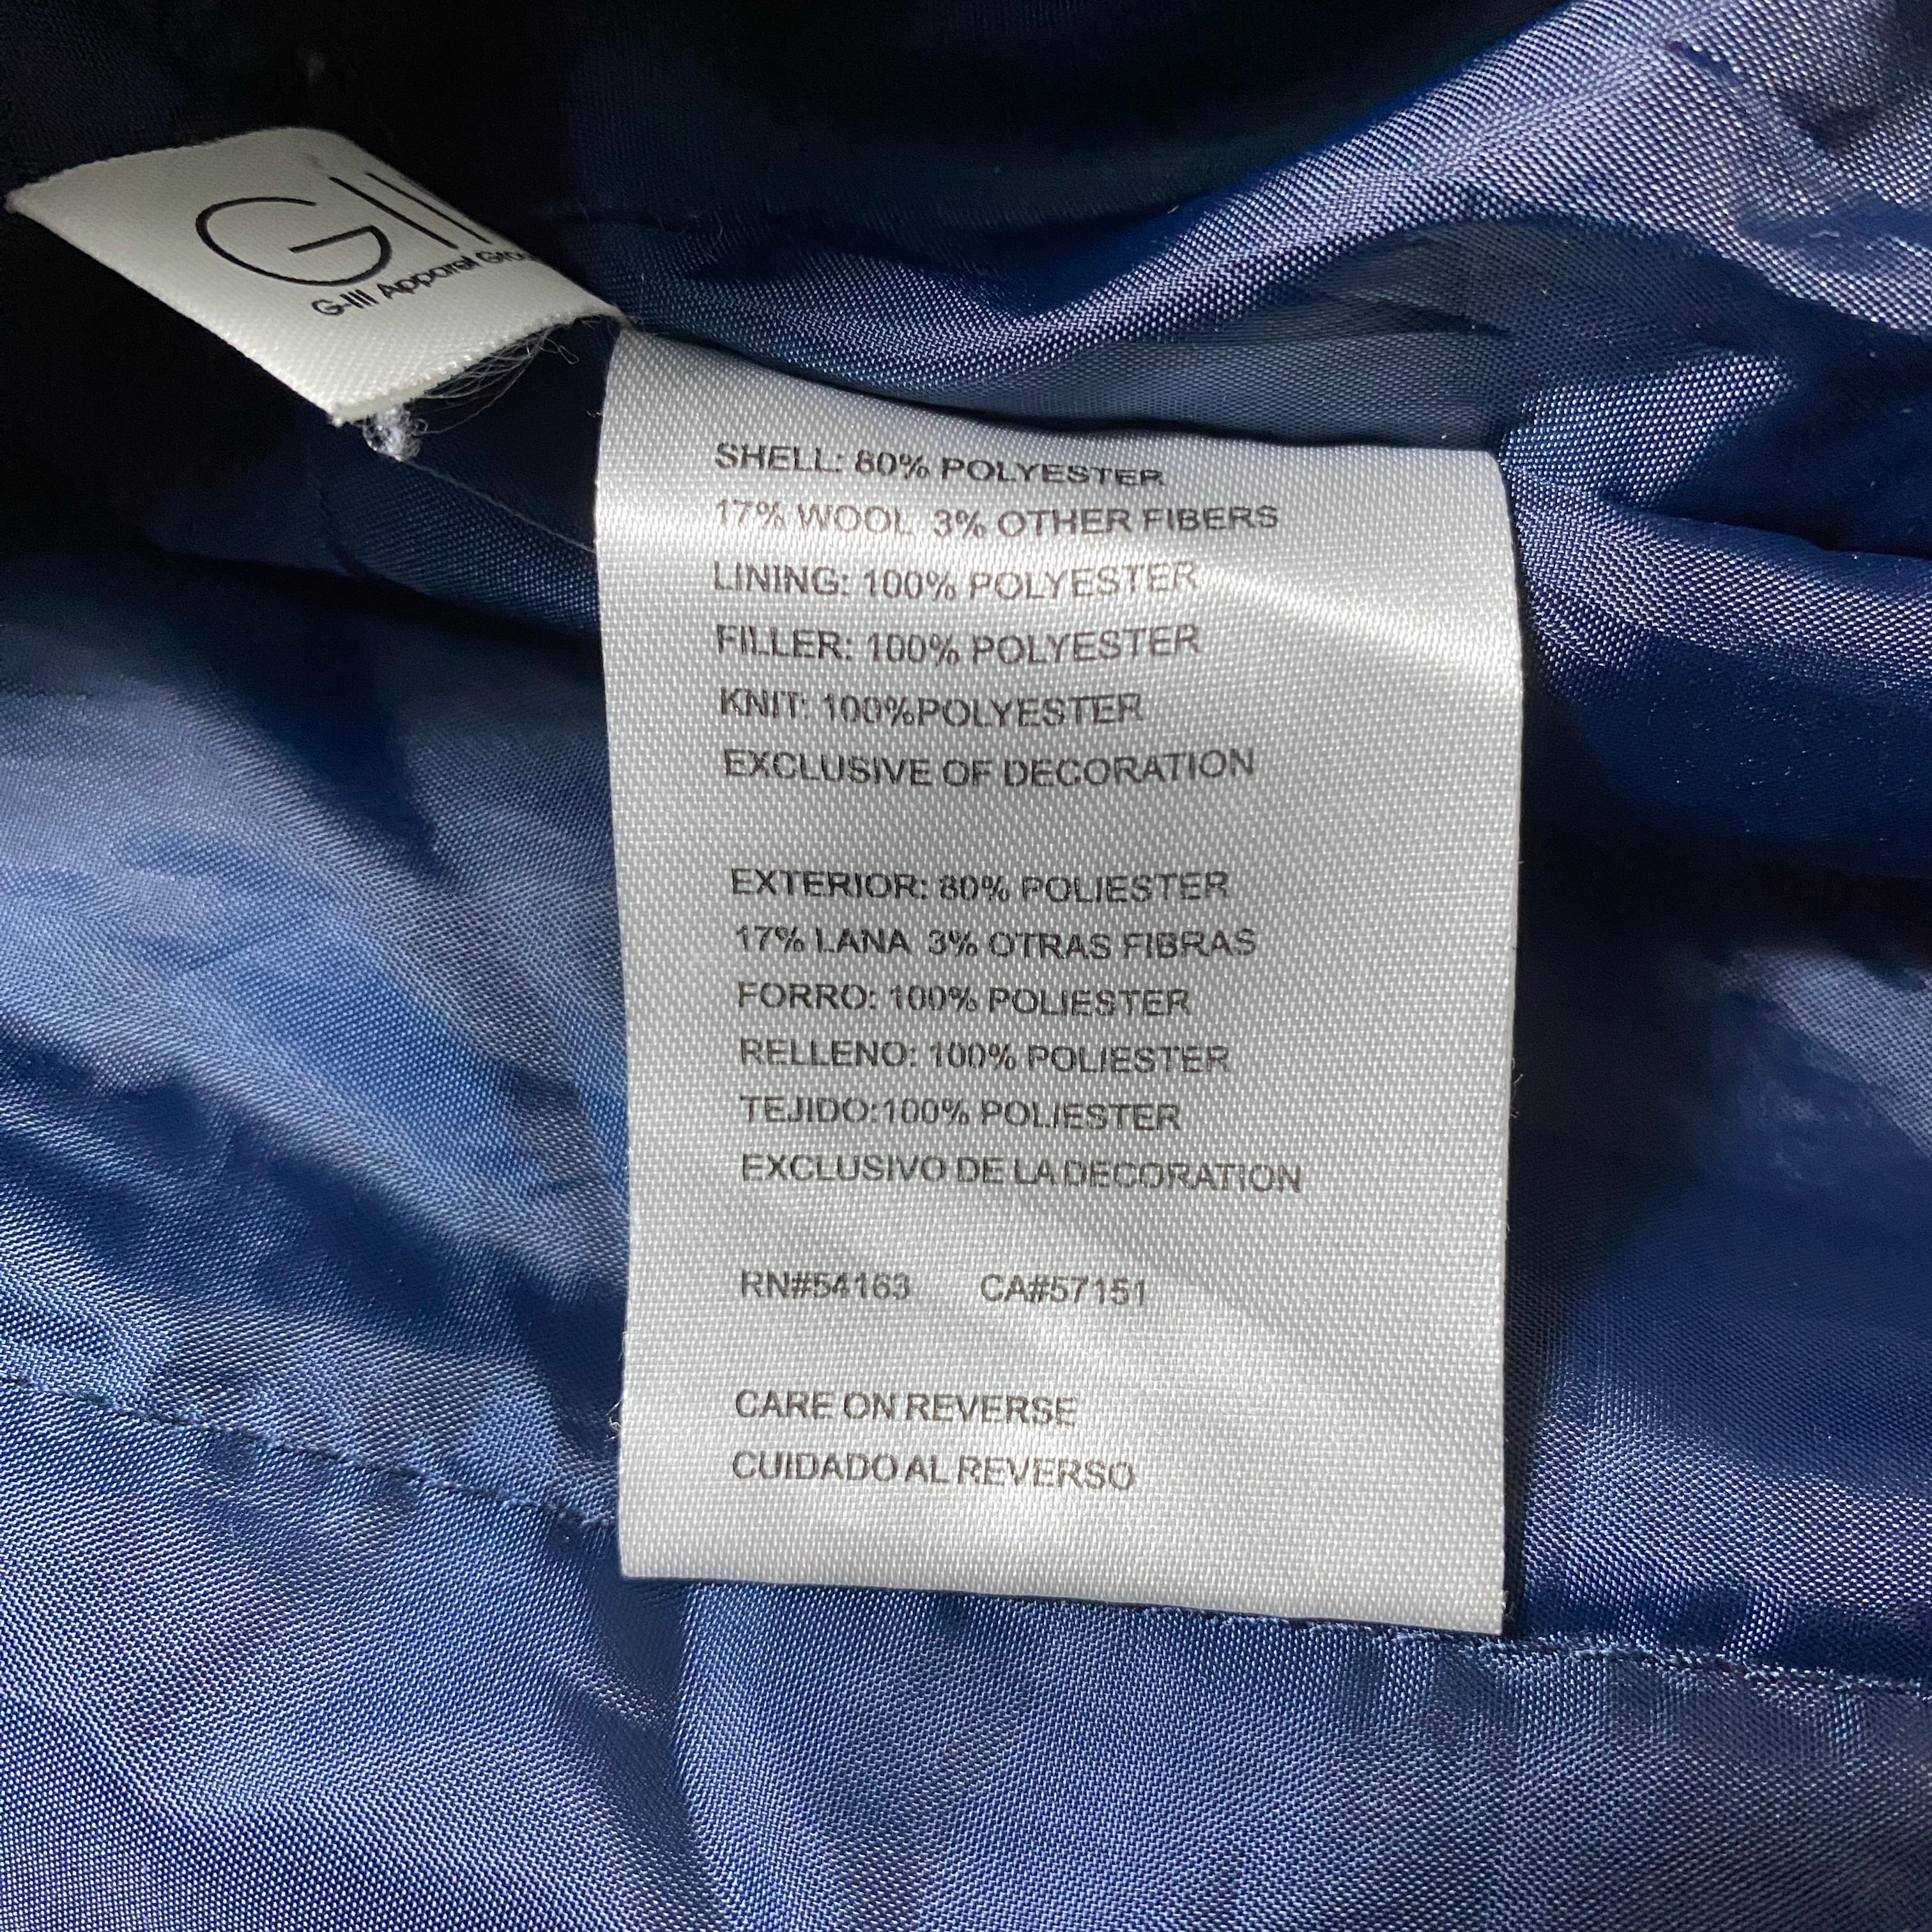 GIII
G-III Apparel
SHELL: 80% POLYESTER
17% WOOL 3% OTHER FIBERS
LINING: 100% POLYESTER
FILLER: 100% POLYESTER
KNIT: 100%POLYESTER
EXCLUSIVE OF DECORATION
EXTERIOR: 80% POLIESTER
17% LANA 3% OTRAS FIBRAS
FORRO: 100% POLIESTER
RELLENO: 100% POLIESTER
TEJIDO:100% POLIESTER
EXCLUSIVO DE LA DECORATION
RN#54163 CA#57151
CARE ON REVERSE
CUIDADO AL REVERSO